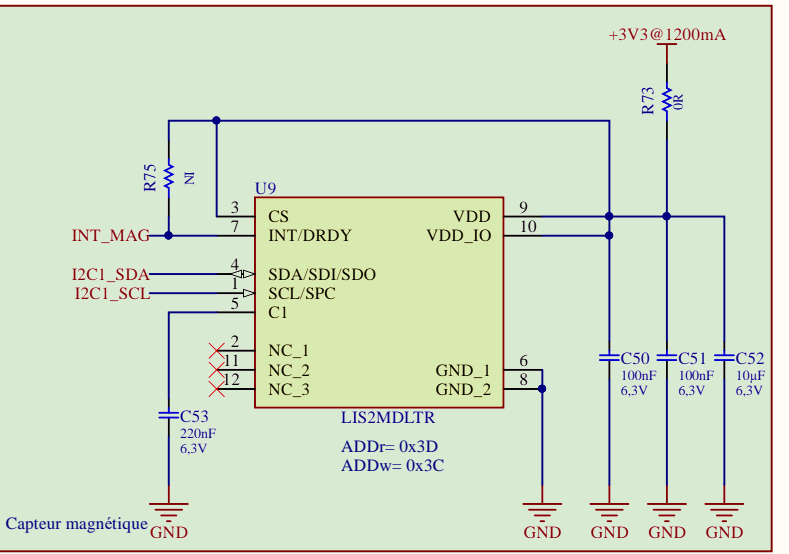 +3V3@1200mA
R73
0R
R75
NI
U9
3
CS
7
INT/DRDY
INT_MAG
4
SDA/SDI/SDO
I2C1_SDA
1
SCL/SPC
I2C1_SCL
5
C1
2
NC_1
11
NC_2
12
NC_3
VDD
9
VDD_IO
10
GND_1
6
GND_2
8
LIS2MDLTR
ADDr= 0x3D
ADDw= 0x3C
C50
100nF
6,3V
C51
100nF
6,3V
C52
10µF
6,3V
C53
220nF
6,3V
Capteur magnétique
GND
GND
GND
GND
GND